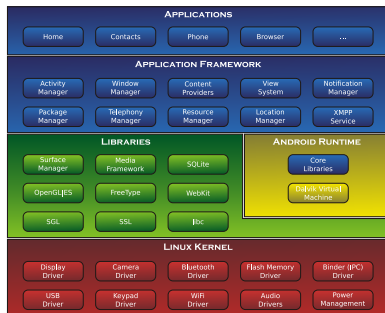 APPLICATIONS
Home
Contacts
Phone
Browser
...
APPLICATION FRAMEWORK
Activity Manager
Window Manager
Content Providers
View System
Notification Manager
Package Manager
Telephony Manager
Resource Manager
Location Manager
XMPP Service
LIBRARIES
Surface Manager
Media Framework
SQLite
OpenGL|ES
FreeType
WebKit
SGL
SSL
libc
ANDROID RUNTIME
Core Libraries
Dalvik Virtual Machine
LINUX KERNEL
Display Driver
Camera Driver
Bluetooth Driver
Flash Memory Driver
Binder (IPC) Driver
USB Driver
Keypad Driver
WiFi Driver
Audio Drivers
Power Management